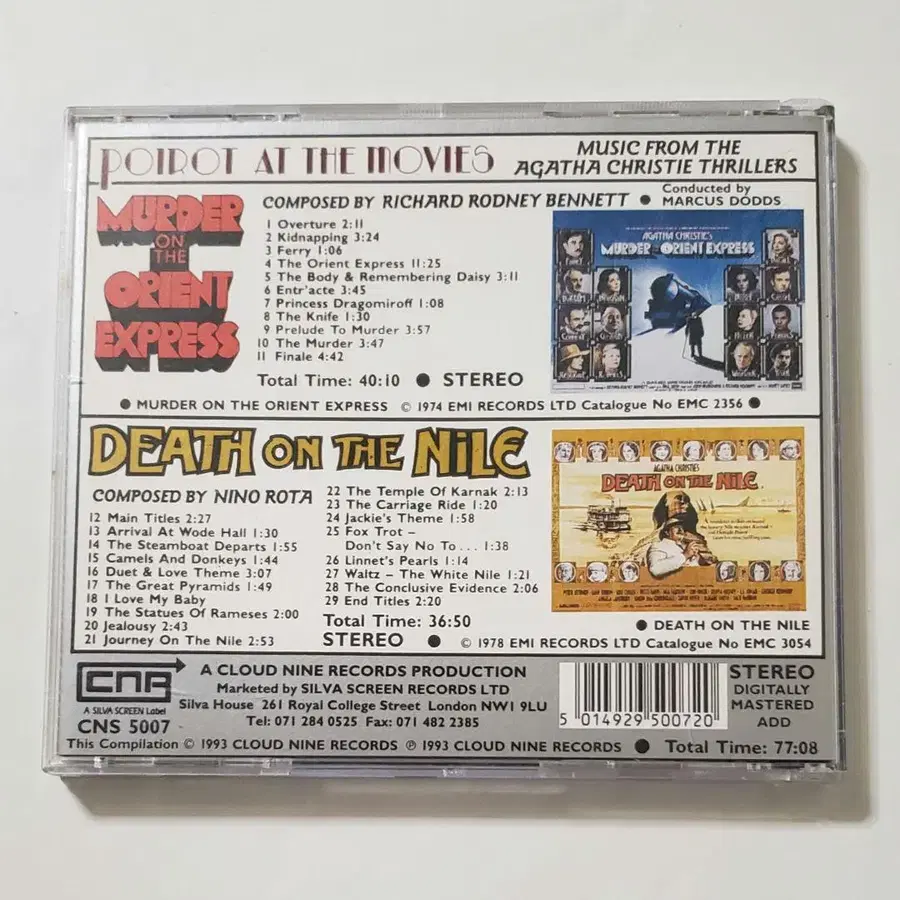 POIROT AT THE MOVIES
MUSIC FROM THE
AGATHA CHRISTIE THRILLERS
MURDER
ON
THE
ORIENT
EXPRESS
COMPOSED BY RICHARD RODNEY BENNETT ● Conducted by
MARCUS DODDS
1 Overture 2:11
2 Kidnapping 3:24
3 Ferry 1:06
4 The Orient Express 11:25
5 The Body & Remembering Daisy 3:11
6 Entr'acte 3:45
7 Princess Dragomiroff 1:08
8 The Knife 1:30
9 Prelude To Murder 3:57
10 The Murder 3:47
11 Finale 4:42
Total Time: 40:10 ● STEREO
AGATHA CHRISTIE'S
MURDER ON THE ORIENT EXPRESS
● MURDER ON THE ORIENT EXPRESS © 1974 EMI RECORDS LTD Catalogue No EMC 2356 ●
DEATH ON THE NILE
COMPOSED BY NINO ROTA
12 Main Titles 2:27
13 Arrival At Wode Hall 1:30
14 The Steamboat Departs 1:55
15 Camels And Donkeys 1:44
16 Duet & Love Theme 3:07
17 The Great Pyramids 1:49
18 I Love My Baby
19 The Statues Of Rameses 2:00
20 Jealousy 2:43
21 Journey On The Nile 2:53
22 The Temple Of Karnak 2:13
23 The Carriage Ride 1:20
24 Jackie's Theme 1:58
25 Fox Trot –
Don't Say No To . . . 1:38
26 Linnet's Pearls 1:14
27 Waltz – The White Nile 1:21
28 The Conclusive Evidence 2:06
29 End Titles 2:20
Total Time: 36:50
STEREO ●
AGATHA CHRISTIE'S
DEATH ON THE NILE
● DEATH ON THE NILE
© 1978 EMI RECORDS LTD Catalogue No EMC 3054
CNR
A SILVA SCREEN Label
CNS 5007
A CLOUD NINE RECORDS PRODUCTION
Marketed by SILVA SCREEN RECORDS LTD
Silva House 261 Royal College Street London NW1 9LU
Tel: 071 284 0525 Fax: 071 482 2385
5 014929 500720
STEREO
DIGITALLY
MASTERED
ADD
This Compilation © 1993 CLOUD NINE RECORDS ℗ 1993 CLOUD NINE RECORDS ● Total Time: 77:08